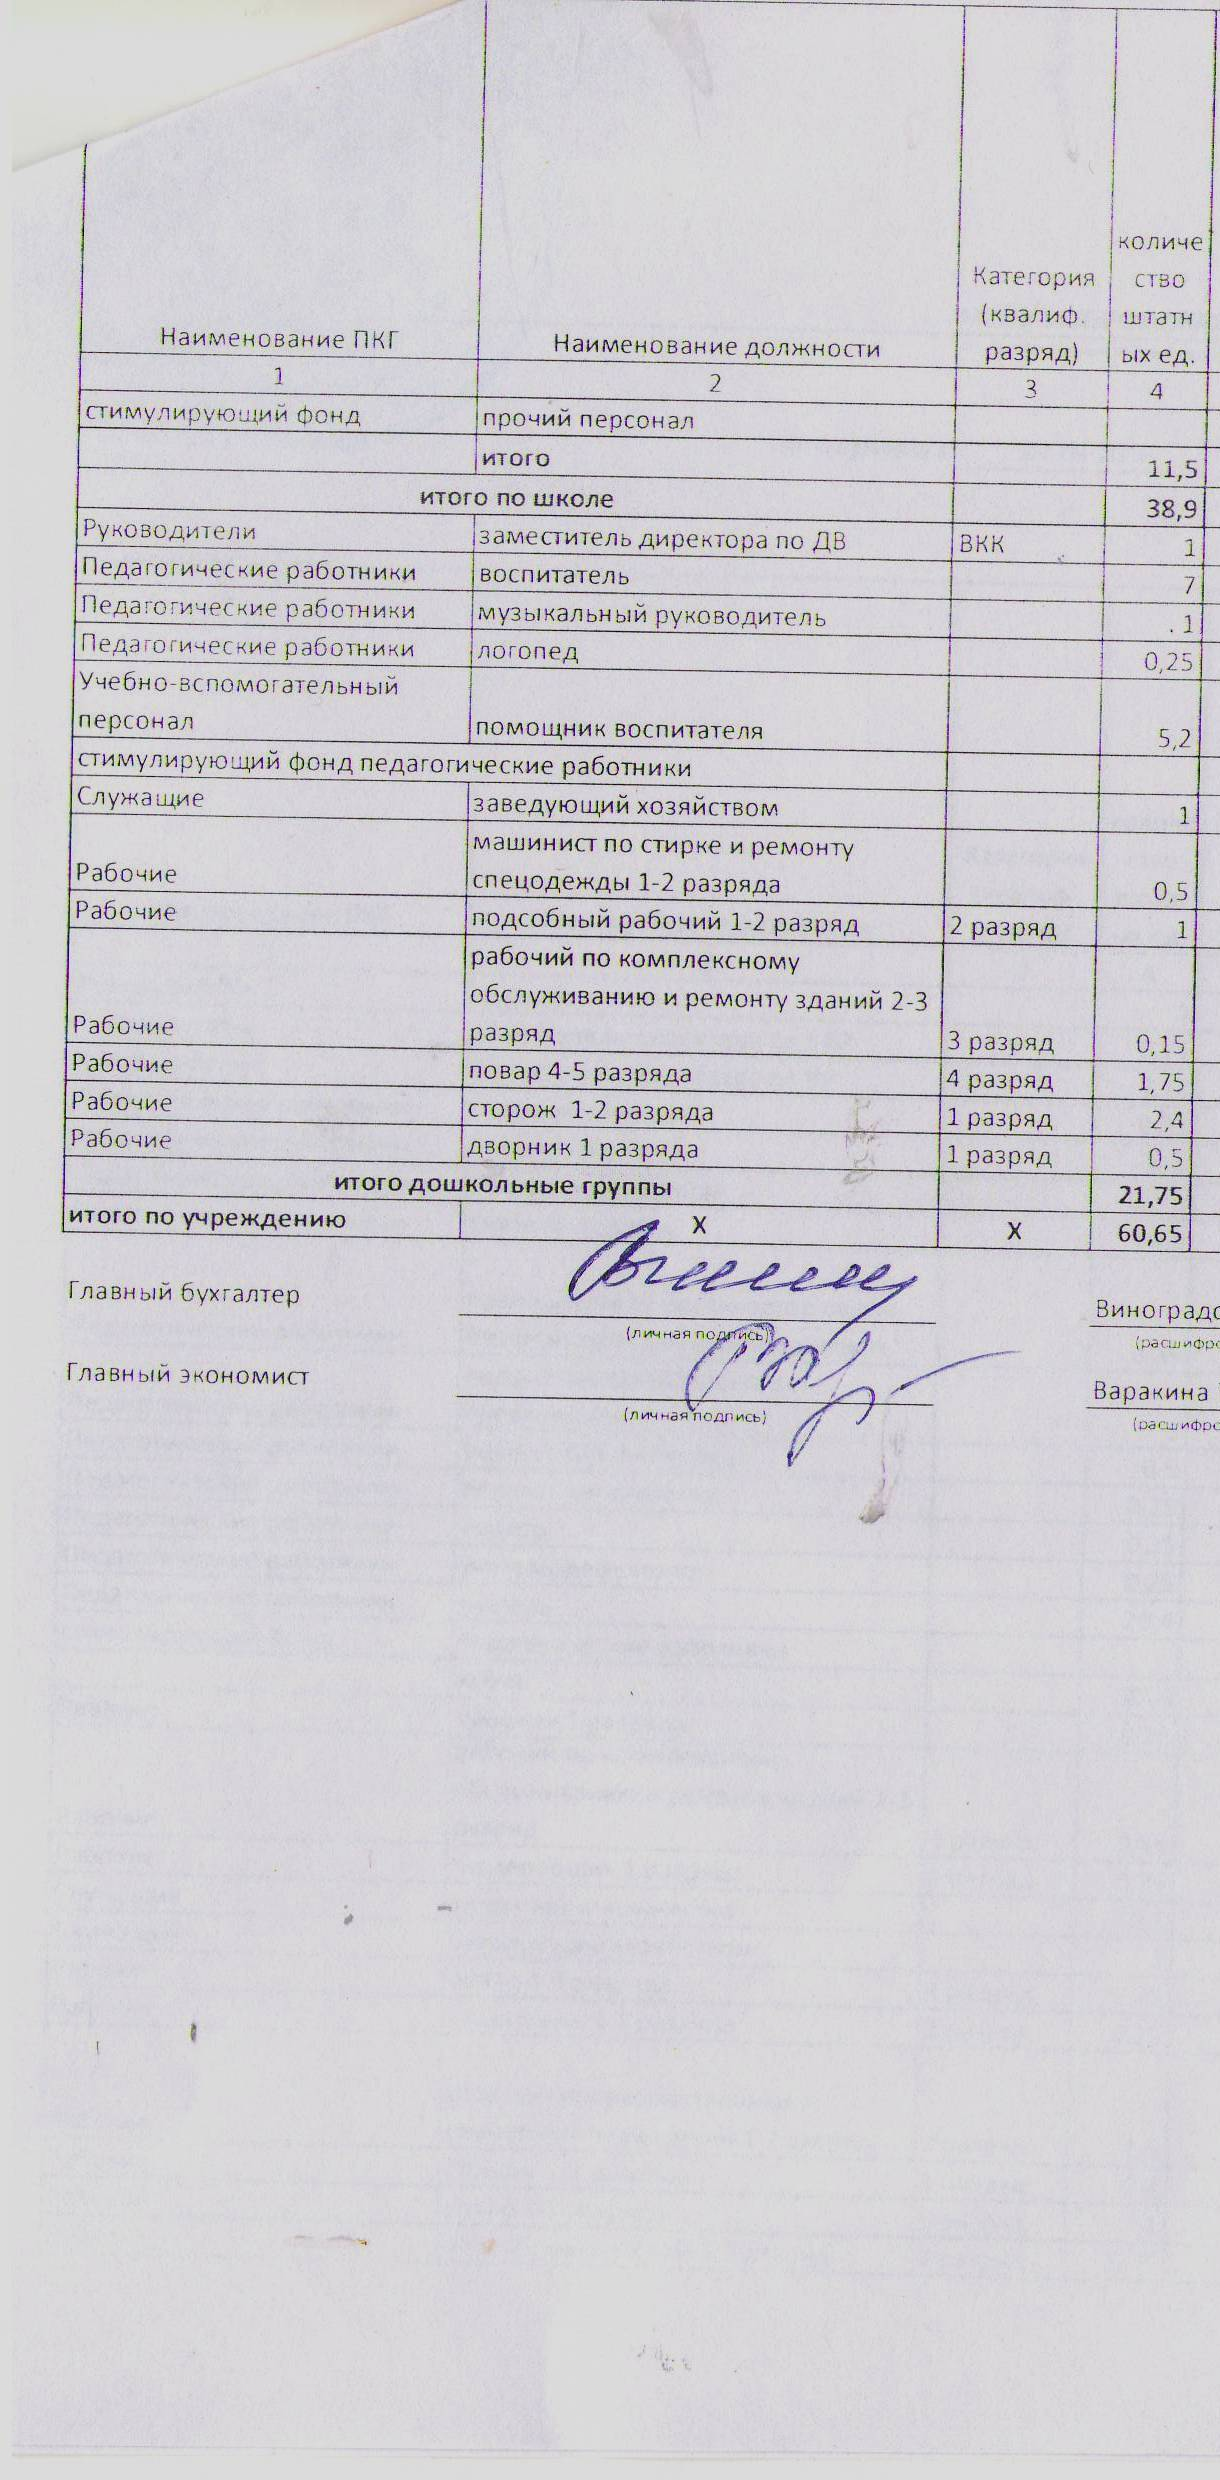 Наименование ПКГ Наименование должности Категория (квалиф. разряд) количе ство штатн ых ед.
1 2 3 4
стимулирующий фонд прочий персонал
итого 11,5
итого по школе 38,9
Руководители заместитель директора по ДВ ВКК 1
Педагогические работники воспитатель 7
Педагогические работники музыкальный руководитель . 1
Педагогические работники логопед 0,25
Учебно-вспомогательный
персонал помощник воспитателя 5,2
стимулирующий фонд педагогические работники
Служащие заведующий хозяйством 1
машинист по стирке и ремонту
Рабочие спецодежды 1-2 разряда 0,5
Рабочие подсобный рабочий 1-2 разряд 2 разряд 1
рабочий по комплексному
обслуживанию и ремонту зданий 2-3
Рабочие разряд 3 разряд 0,15
Рабочие повар 4-5 разряда 4 разряд 1,75
Рабочие сторож 1-2 разряда 1 разряд 2,4
Рабочие дворник 1 разряда 1 разряд 0,5
итого дошкольные группы 21,75
итого по учреждению X X 60,65
Главный бухгалтер Виноградо
(личная подпись) (расшифро
Главный экономист Варакина
(личная подпись) (расшифро